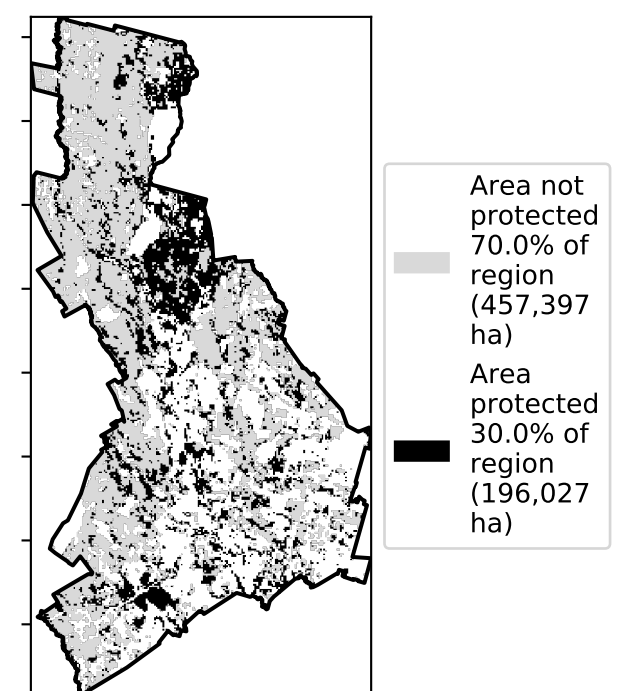 Area not
protected
70.0% of
region
(457,397
ha)
Area
protected
30.0% of
region
(196,027
ha)